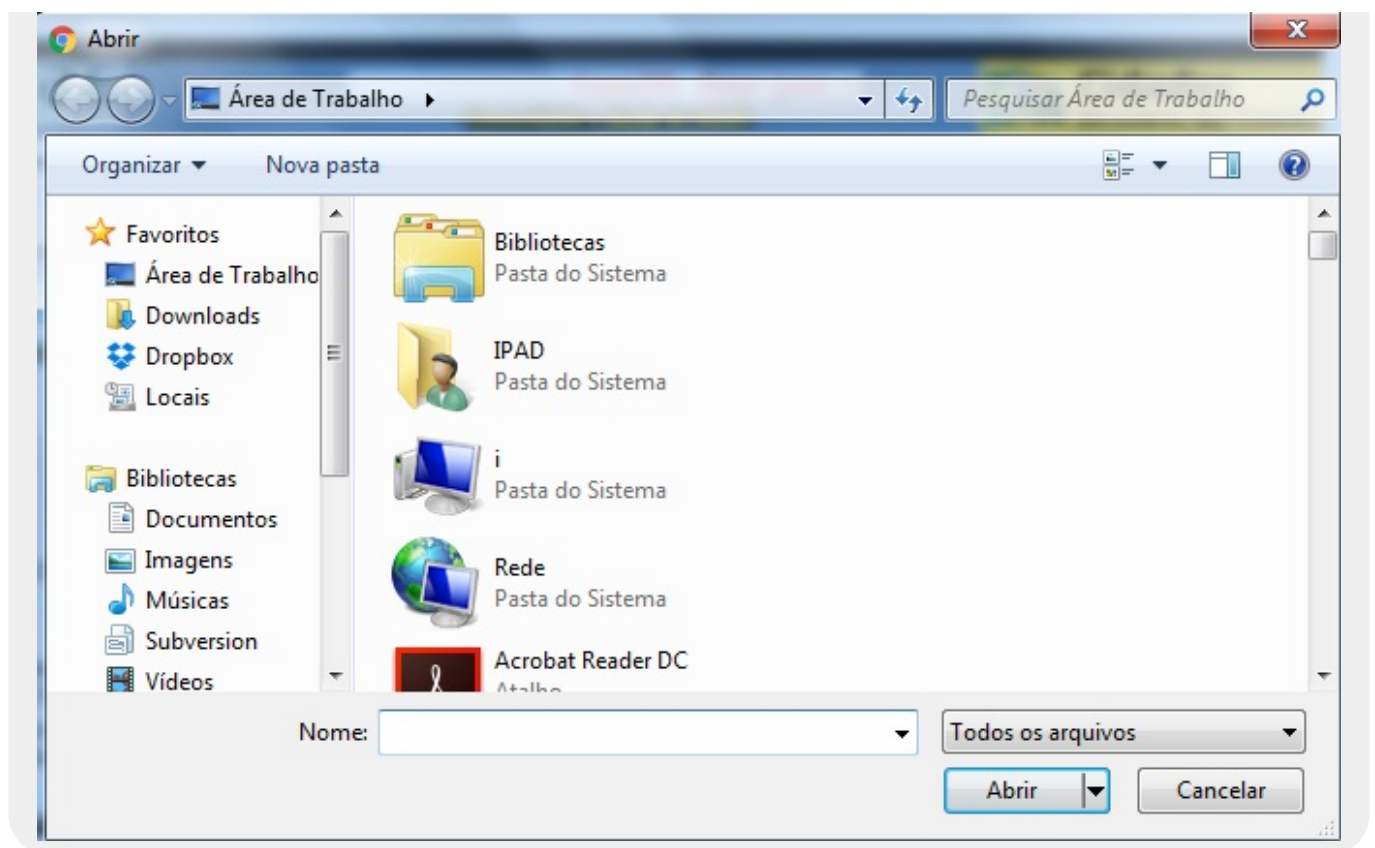 Abrir
Área de Trabalho
Pesquisar Área de Trabalho
Organizar
Nova pasta
Favoritos
Área de Trabalho
Downloads
Dropbox
Locais
Bibliotecas
Documentos
Imagens
Músicas
Subversion
Vídeos
Bibliotecas
Pasta do Sistema
IPAD
Pasta do Sistema
i
Pasta do Sistema
Rede
Pasta do Sistema
Acrobat Reader DC
Atalho
Nome:
Todos os arquivos
Abrir
Cancelar